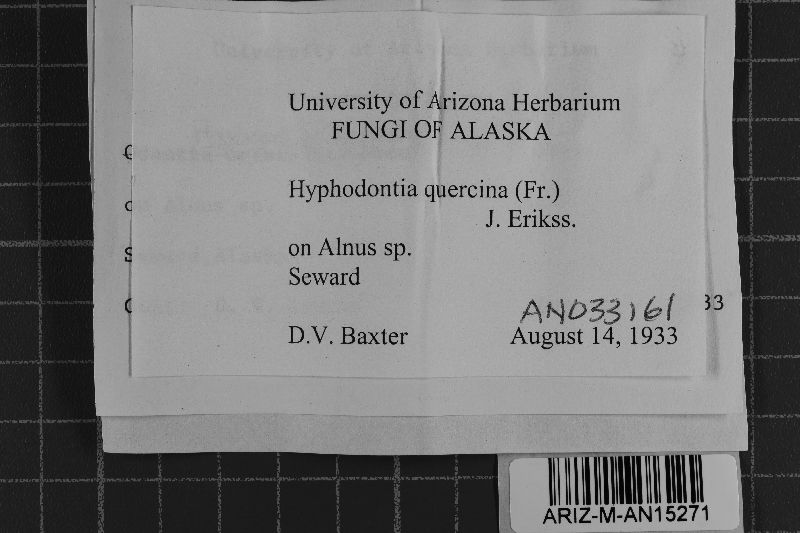 University of Arizona Herbarium
FUNGI OF ALASKA
Hyphodontia quercina (Fr.)
J. Erikss.
on Alnus sp.
Seward
AN033161
33
D.V. Baxter
August 14, 1933
ARIZ-M-AN15271